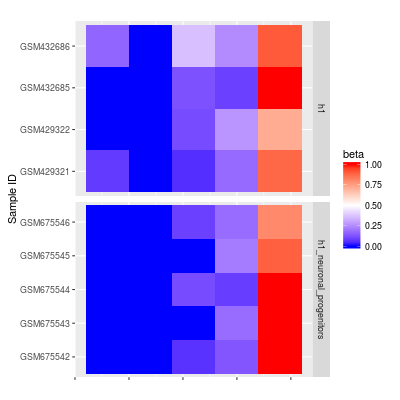 Sample ID
GSM432686
GSM432685
GSM429322
GSM429321
h1
GSM675546
GSM675545
GSM675544
GSM675543
GSM675542
h1_neuronal_progenitors
beta
1.00
0.75
0.50
0.25
0.00